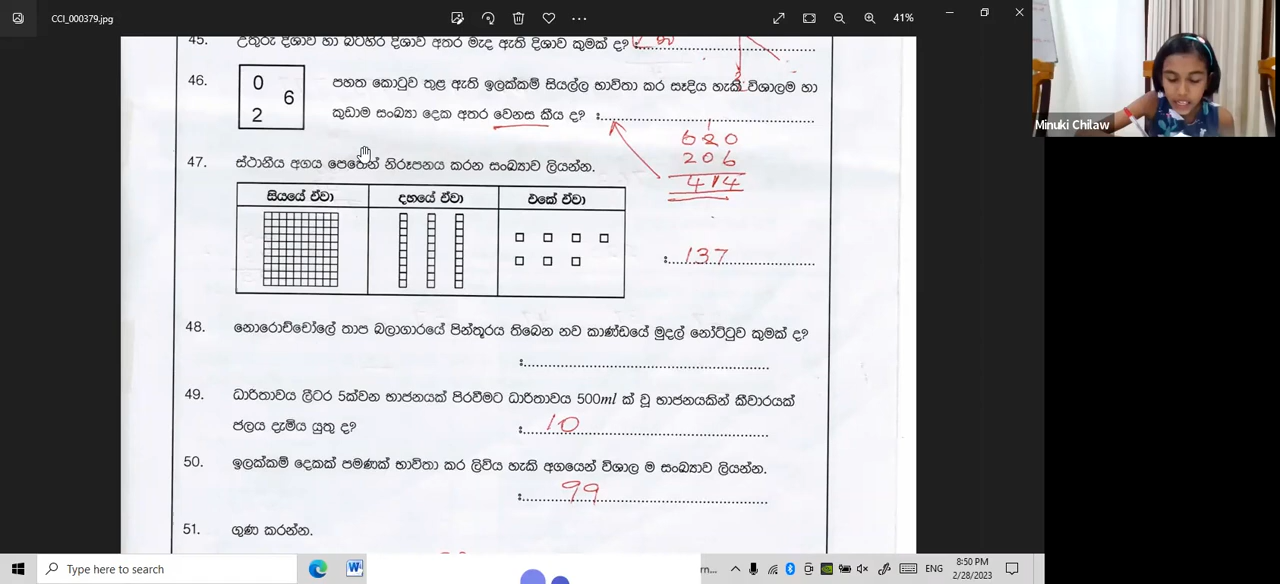 CCI_000379.jpg
41%
45. උතුරු දිශාව හා බටහිර දිශාව අතර මැද ඇති දිශාව කුමක් ද?
46. 0 6 2 පහත කොටුව තුළ ඇති ඉලක්කම් සියල්ල භාවිතා කර සෑදිය හැකි විශාලම හා
කුඩාම සංඛ්‍යා දෙක අතර වෙනස කීය ද? :
620
206
414
47. ස්ථානීය අගය පෙතෙන් නිරූපනය කරන සංඛ්‍යාව ලියන්න.
සියයේ ඒවා දහයේ ඒවා එකේ ඒවා
: 137
48. නොරොච්චෝලේ තාප බලාගාරයේ පින්තූරය තිබෙන නව කාණ්ඩයේ මුදල් නෝට්ටුව කුමක් ද?
:
49. ධාරිතාවය ලීටර 5ක්වන භාජනයක් පිරවීමට ධාරිතාවය 500ml ක් වූ භාජනයකින් කීවාරයක්
ජලය දැමිය යුතු ද? : 10
50. ඉලක්කම් දෙකක් පමණක් භාවිතා කර ලිවිය හැකි අගයෙන් විශාල ම සංඛ්‍යාව ලියන්න.
: 99
51. ගුණ කරන්න.
Minuki Chilaw
Type here to search
rn...
ENG
8:50 PM
2/28/2023